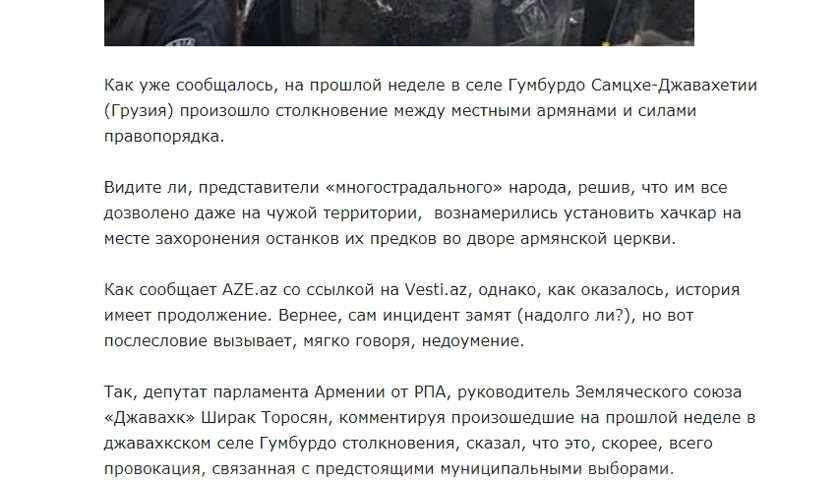 Как уже сообщалось, на прошлой неделе в селе Гумбурдо Самцхе-Джавахетии
(Грузия) произошло столкновение между местными армянами и силами
правопорядка.
Видите ли, представители «многострадального» народа, решив, что им все
дозволено даже на чужой территории,  вознамерились установить хачкар на
месте захоронения останков их предков во дворе армянской церкви.
Как сообщает AZE.az со ссылкой на Vesti.az, однако, как оказалось, история
имеет продолжение. Вернее, сам инцидент замят (надолго ли?), но вот
послесловие вызывает, мягко говоря, недоумение.
Так, депутат парламента Армении от РПА, руководитель Земляческого союза
«Джавахк» Ширак Торосян, комментируя произошедшие на прошлой неделе в
джавахкском селе Гумбурдо столкновения, сказал, что это, скорее, всего
провокация, связанная с предстоящими муниципальными выборами.